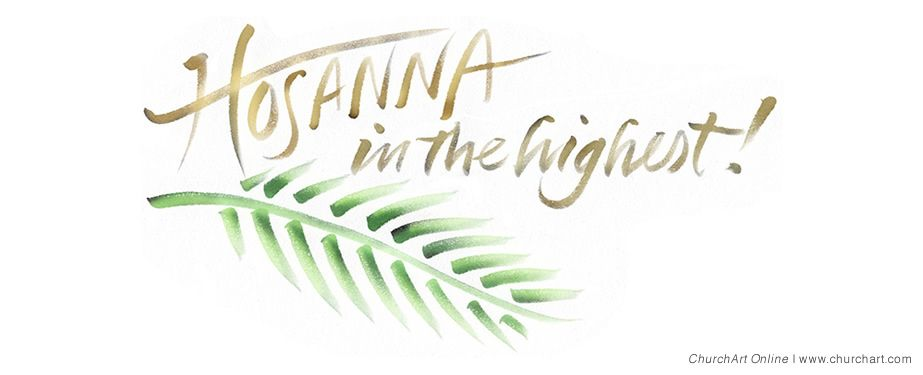 HOSANNA
in the highest!
ChurchArt Online | www.churchart.com